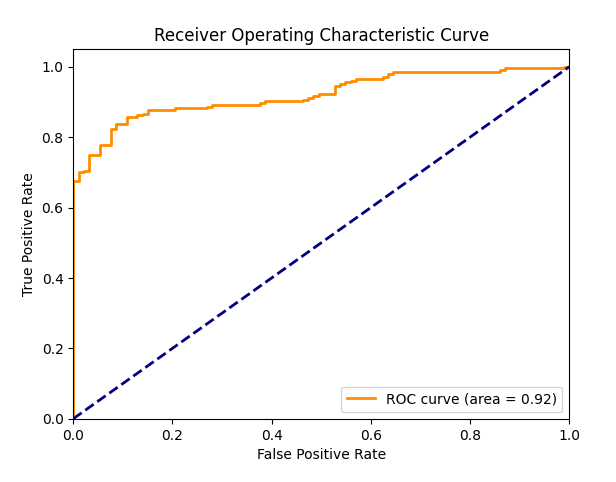 Receiver Operating Characteristic Curve
1.0
0.8
0.6
0.4
0.2
0.0
True Positive Rate
ROC curve (area = 0.92)
0.0 0.2 0.4 0.6 0.8 1.0
False Positive Rate